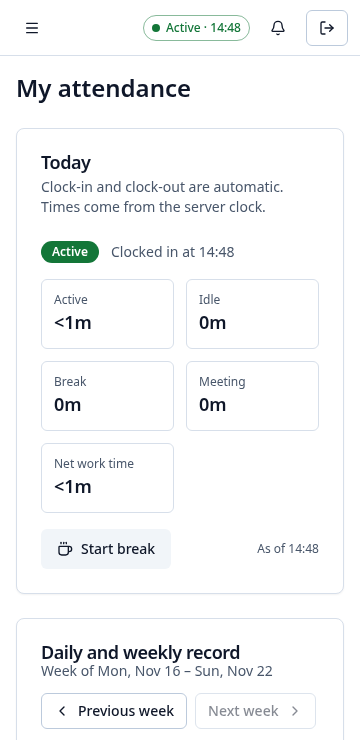 Active · 14:48
My attendance
Today
Clock-in and clock-out are automatic.
Times come from the server clock.
Active Clocked in at 14:48
Active Idle
<1m 0m
Break Meeting
0m 0m
Net work time
<1m
Start break As of 14:48
Daily and weekly record
Week of Mon, Nov 16 – Sun, Nov 22
Previous week Next week